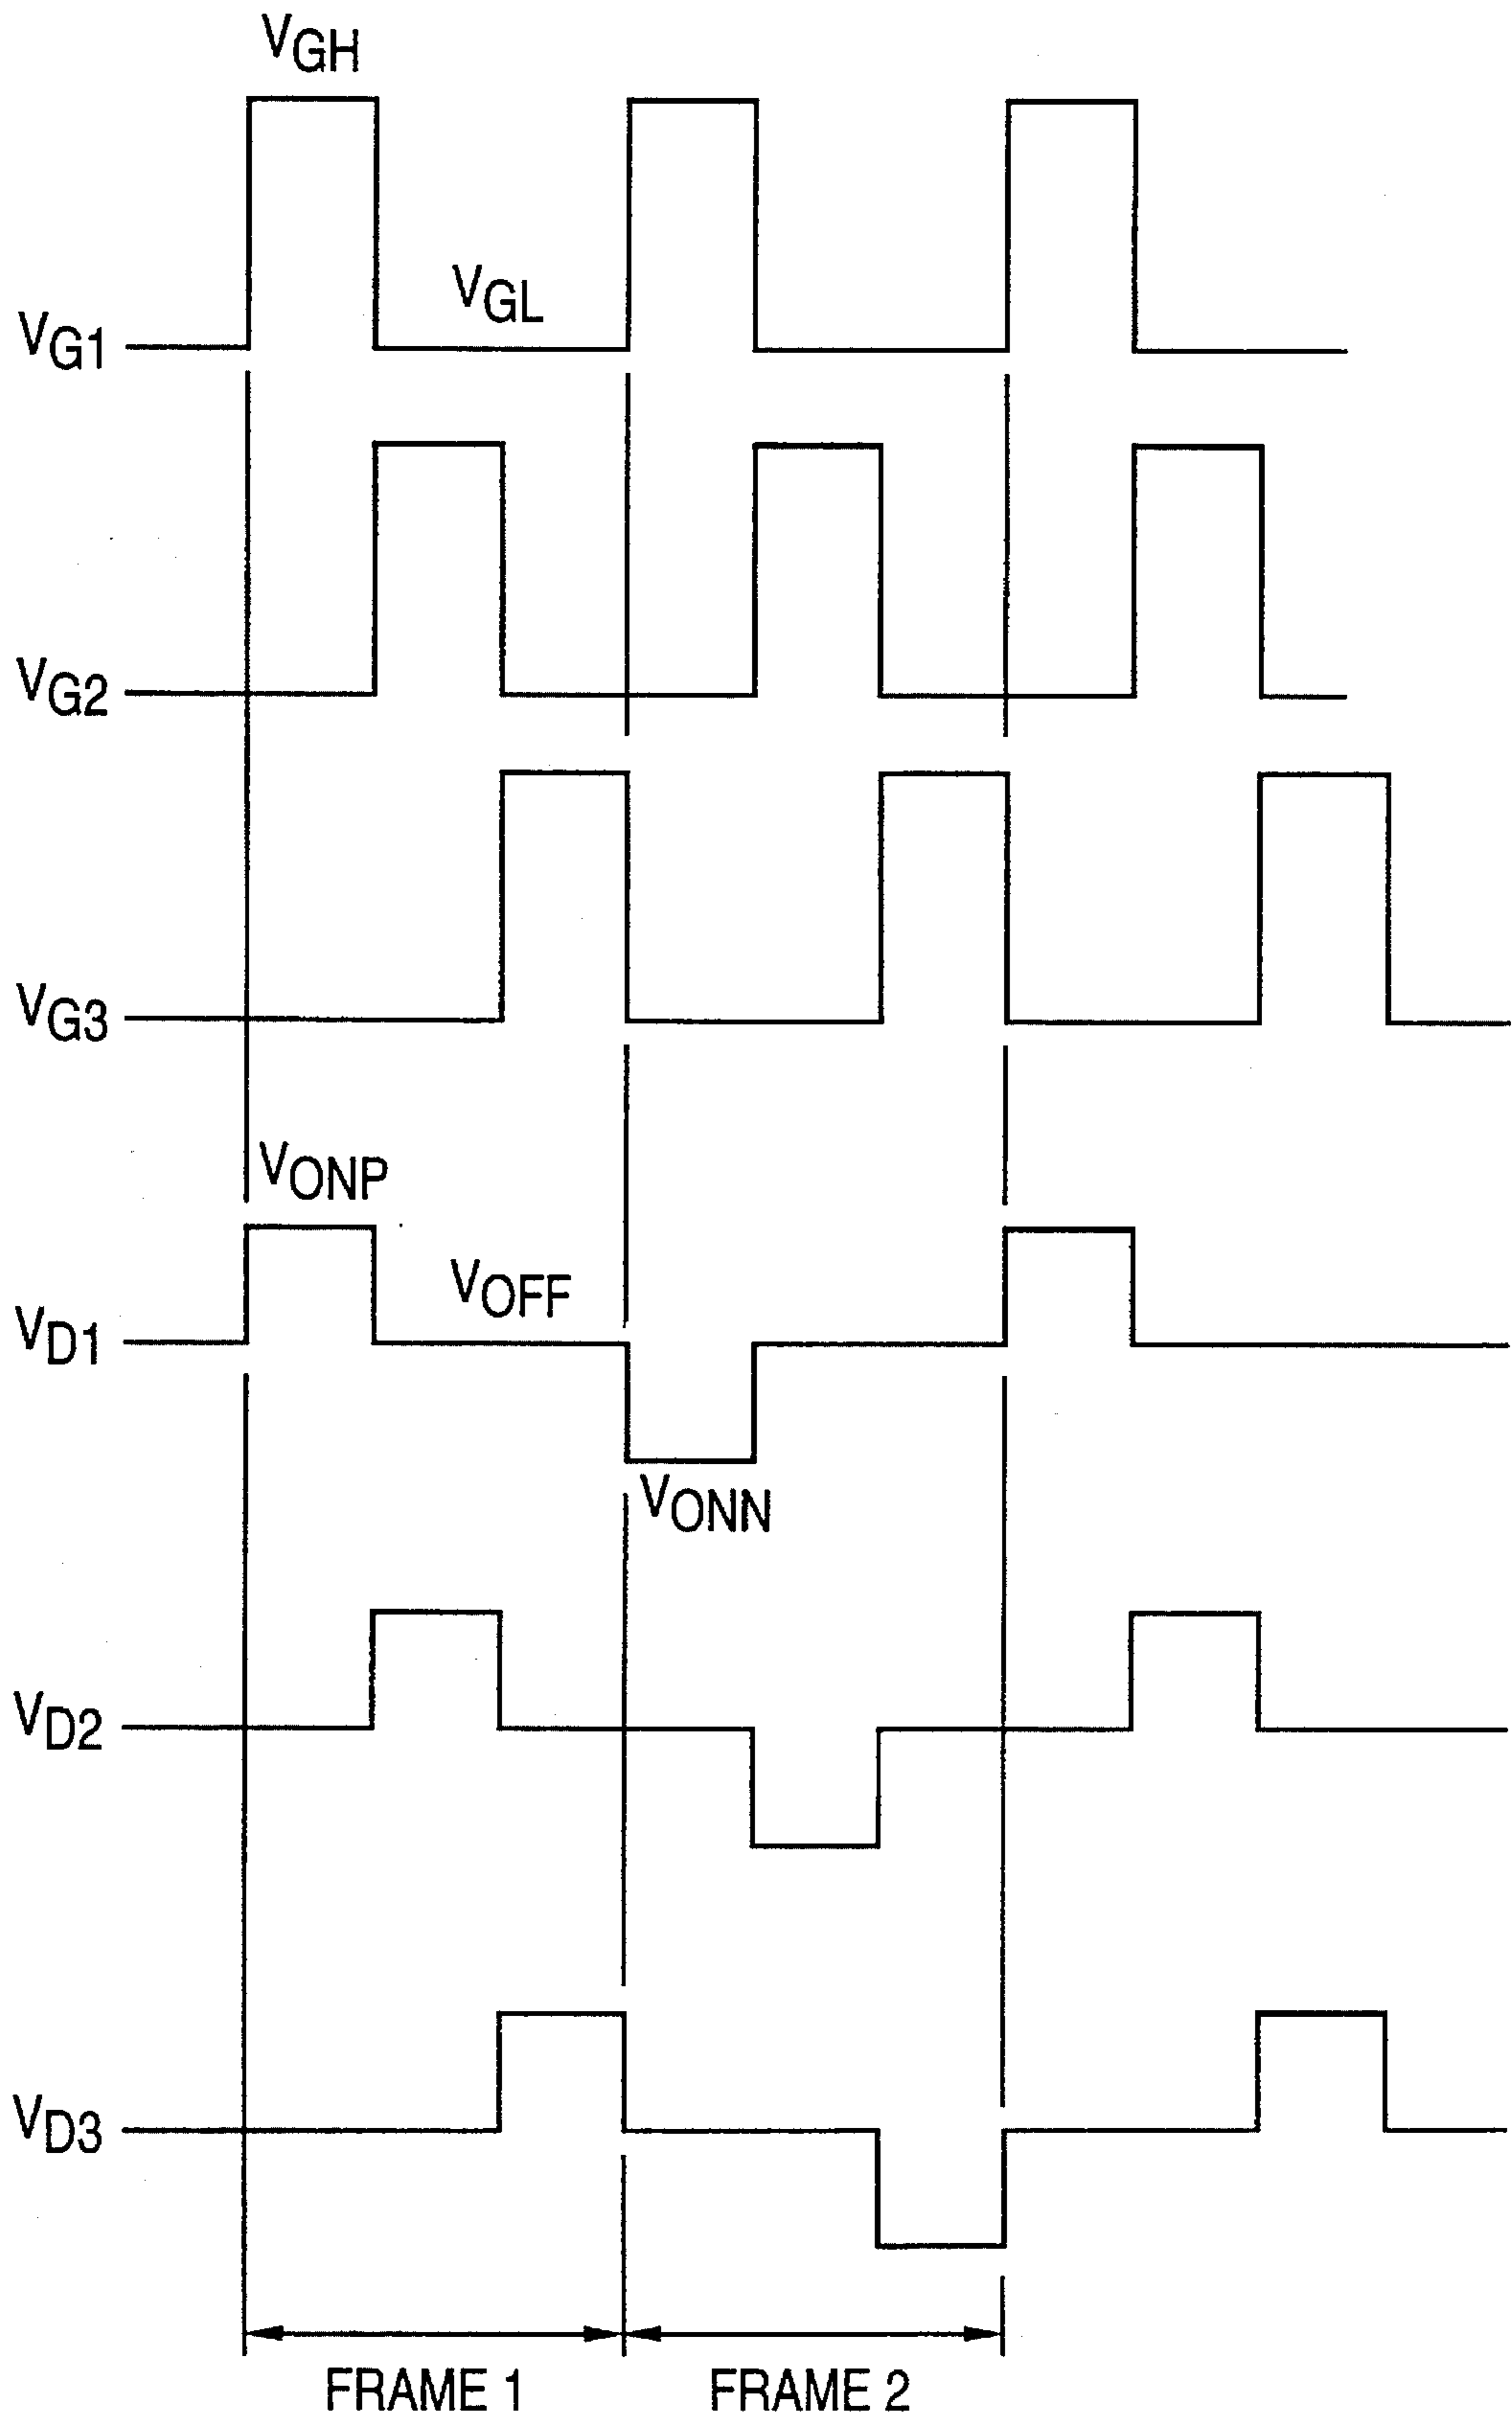 VGH
VGL
VG1
VG2
VG3
VONP
VOFF
VD1
VONN
VD2
VD3
FRAME 1 FRAME 2